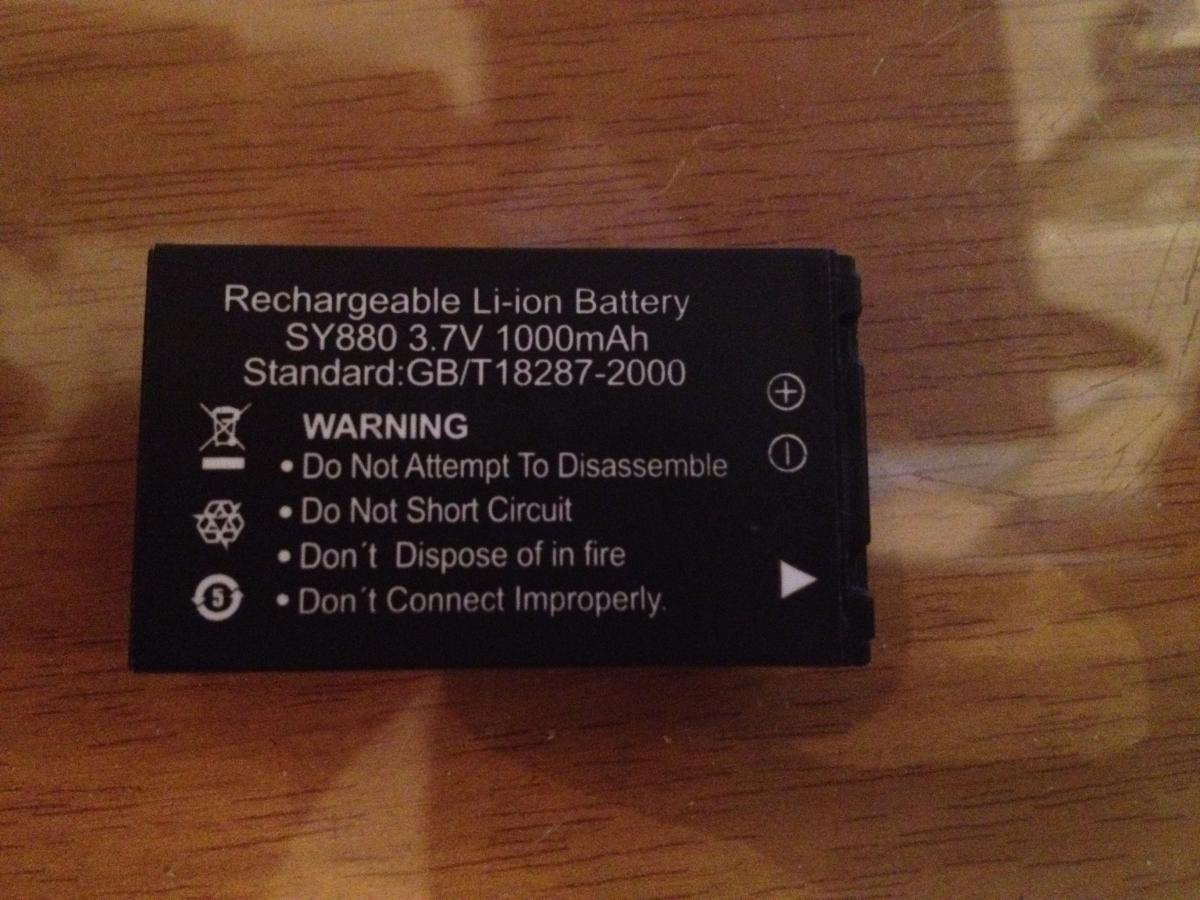 Rechargeable Li-ion Battery
SY880 3.7V 1000mAh
Standard:GB/T18287-2000
WARNING
• Do Not Attempt To Disassemble
• Do Not Short Circuit
• Don´t  Dispose of in fire
• Don´t Connect Improperly.
5